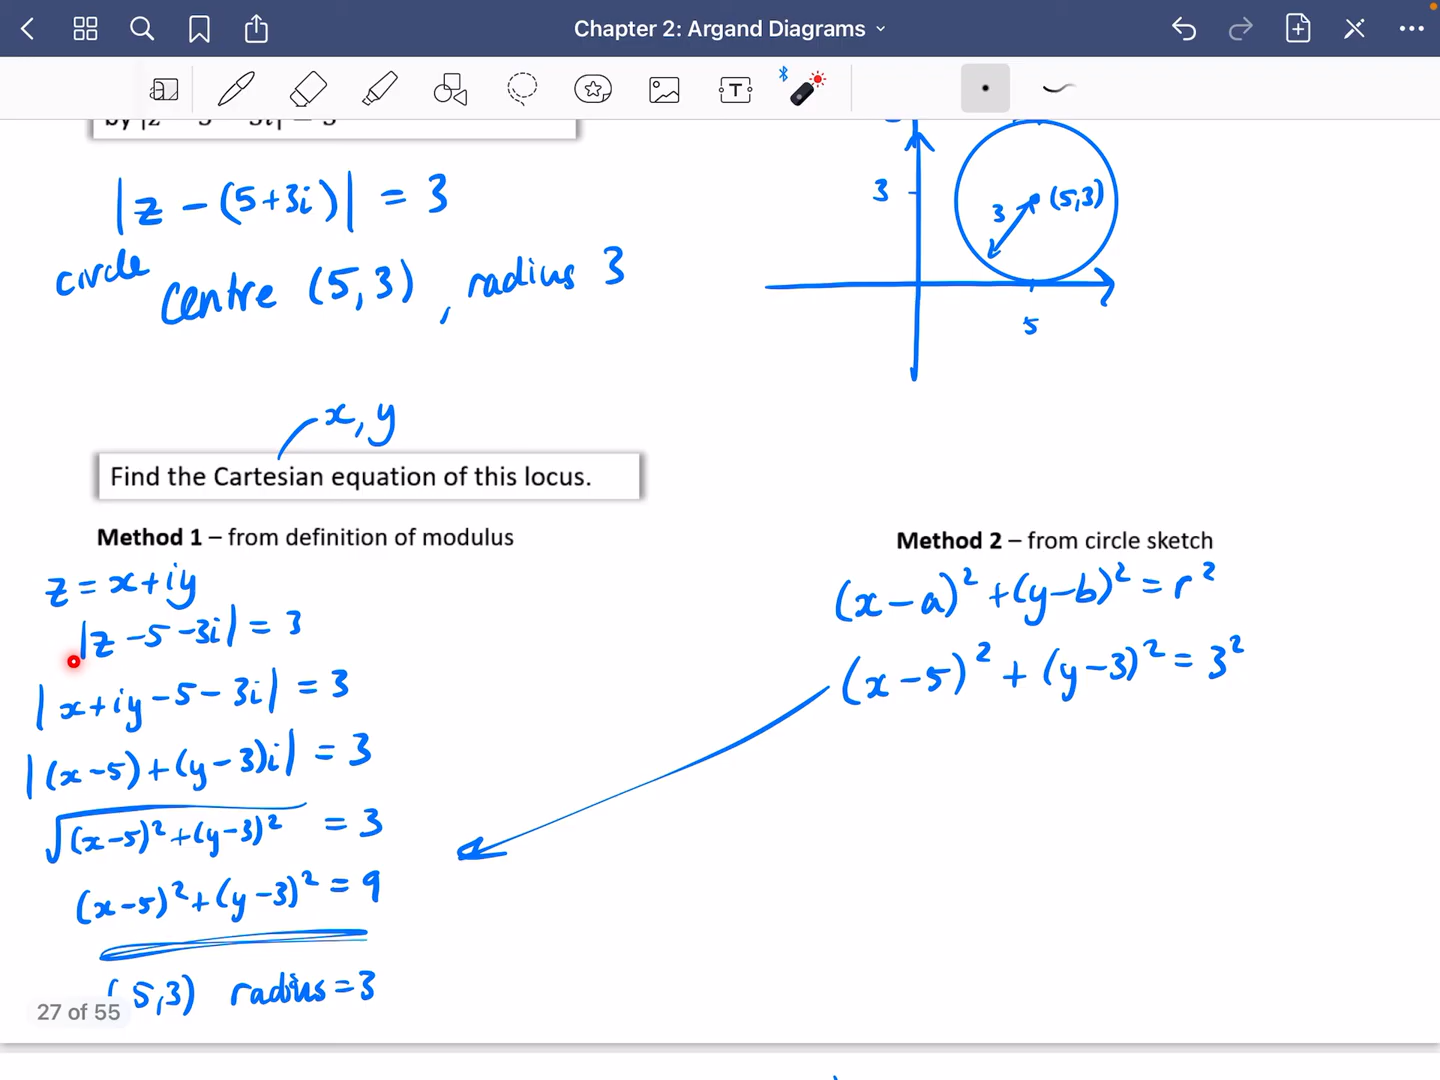 Chapter 2: Argand Diagrams
|z - (5+3i)| = 3
circle
centre (5,3), radius 3
3
3
(5,3)
5
x, y
Find the Cartesian equation of this locus.
Method 1 – from definition of modulus
z = x+iy
|z -5 -3i| = 3
|x+iy -5 - 3i| = 3
|(x-5)+(y-3)i| = 3
√((x-5)²+(y-3)²) = 3
(x-5)²+(y-3)² = 9
(5,3) radius = 3
Method 2 – from circle sketch
(x-a)² +(y-b)² = r²
(x-5)² + (y-3)² = 3²
27 of 55